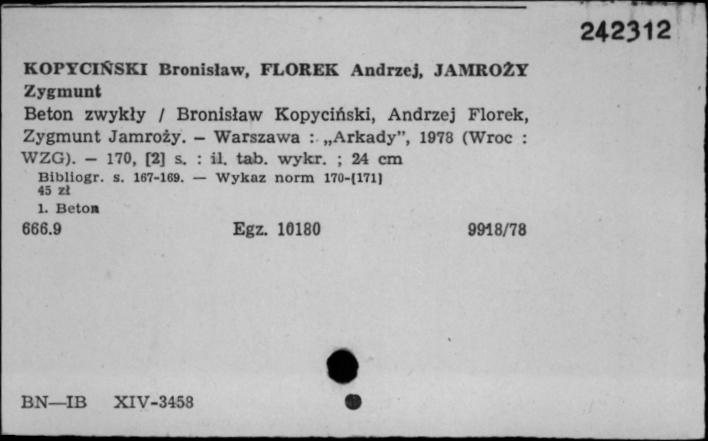 242312
KOPYCIŃSKI Bronisław, FLOREK Andrzej, JAMROŻY
Zygmunt
Beton zwykły / Bronisław Kopyciński, Andrzej Florek,
Zygmunt Jamroży. — Warszawa : „Arkady”, 1978 (Wroc :
WZG). — 170, [2] s. : il. tab. wykr. ; 24 cm
Bibliogr. s. 167-169. — Wykaz norm 170-[171]
45 zł
1. Beton
666.9 Egz. 10180 9918/78
BN—IB XIV-3458